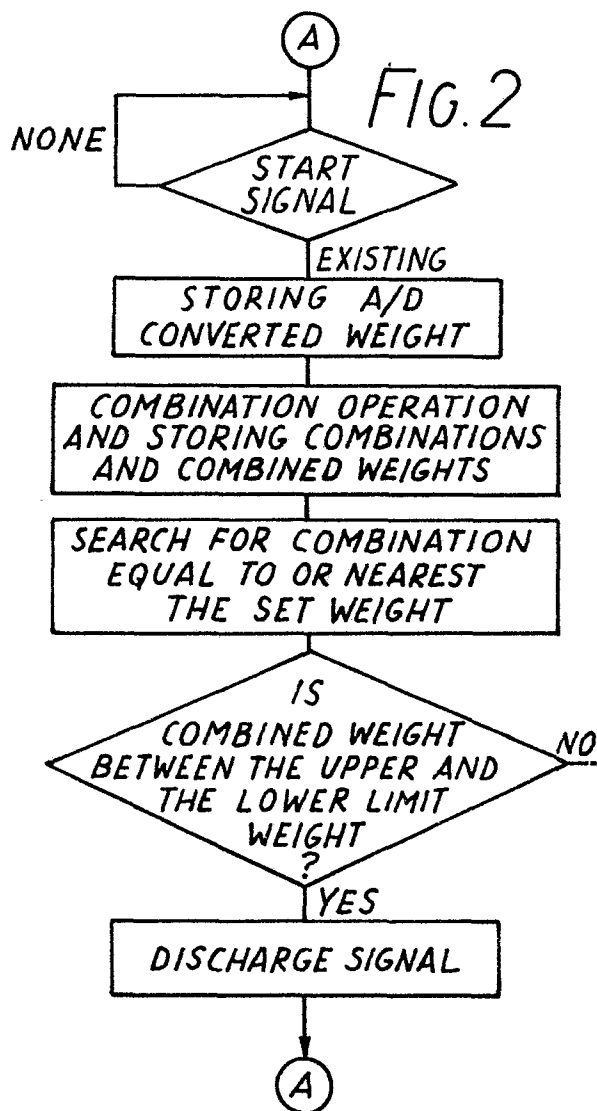 A
FIG. 2
NONE
START
SIGNAL
EXISTING
STORING A/D
CONVERTED WEIGHT
COMBINATION OPERATION
AND STORING COMBINATIONS
AND COMBINED WEIGHTS
SEARCH FOR COMBINATION
EQUAL TO OR NEAREST
THE SET WEIGHT
IS
COMBINED WEIGHT
BETWEEN THE UPPER AND
THE LOWER LIMIT
WEIGHT
?
NO
YES
DISCHARGE SIGNAL
A